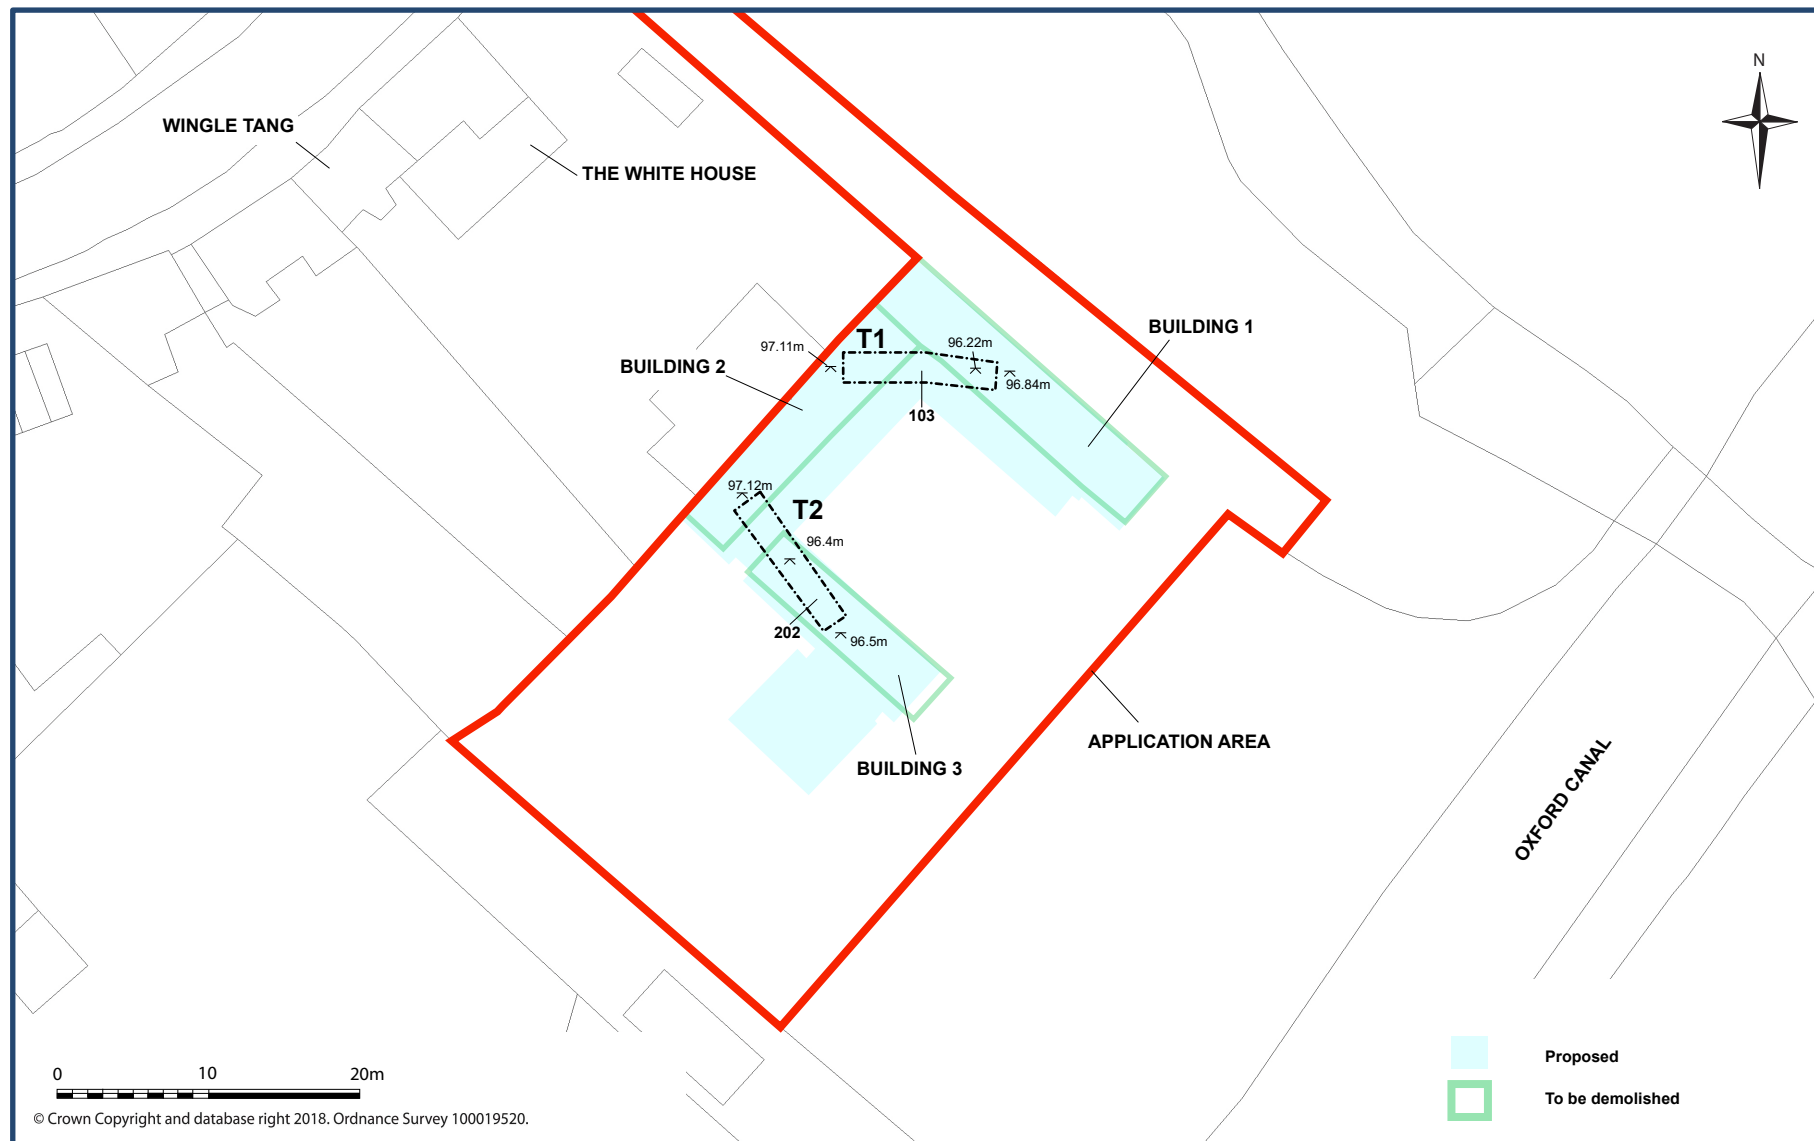 N
WINGLE TANG
THE WHITE HOUSE
BUILDING 1
T1
96.22m
97.11m
BUILDING 2
96.84m
103
97.12m
T2
96.4m
202
96.5m
APPLICATION AREA
BUILDING 3
OXFORD CANAL
Proposed
To be demolished
0 10 20m
© Crown Copyright and database right 2018. Ordnance Survey 100019520.